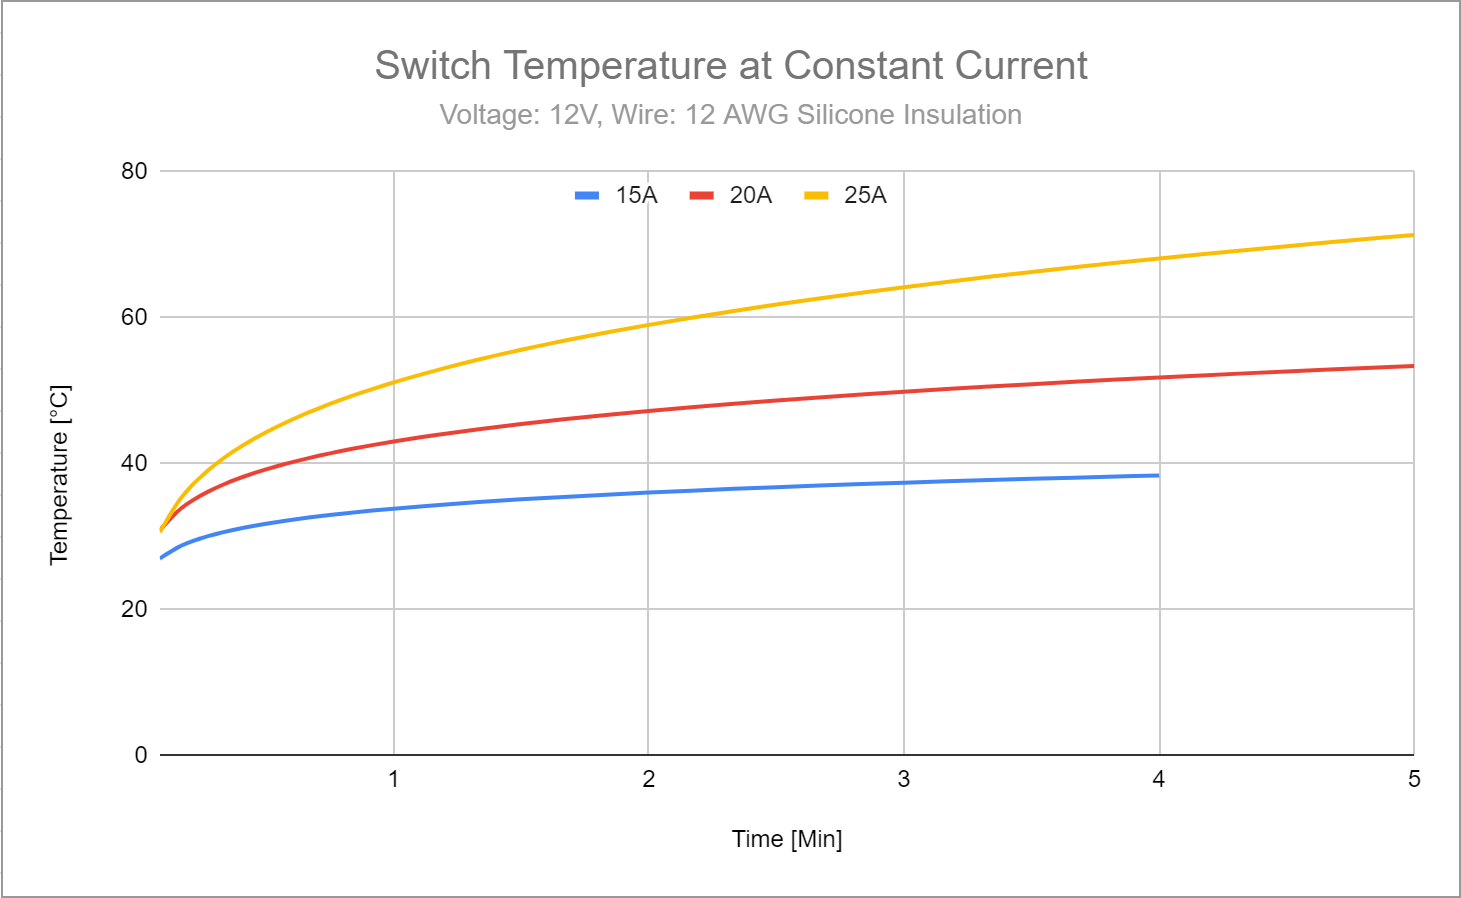 Switch Temperature at Constant Current
Voltage: 12V, Wire: 12 AWG Silicone Insulation
15A 20A 25A
80
60
40
20
0
Temperature [°C]
1 2 3 4 5
Time [Min]